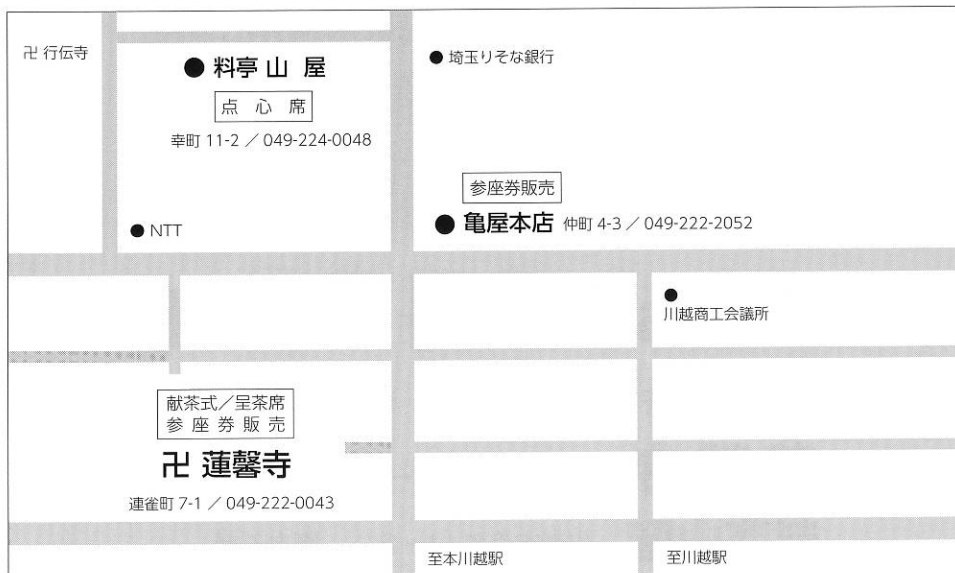 卍 行伝寺
● 料亭 山 屋
点 心 席
幸町 11-2 ／ 049-224-0048
● NTT
● 埼玉りそな銀行
参座券販売
● 亀屋本店 仲町 4-3 ／ 049-222-2052
●
川越商工会議所
献茶式／呈茶席
参 座 券 販 売
卍 蓮馨寺
連雀町 7-1 ／ 049-222-0043
至本川越駅
至川越駅